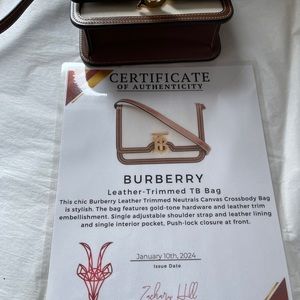 CERTIFICATE
OF AUTHENTICITY
BURBERRY
Leather-Trimmed TB Bag
This chic Burberry Leather Trimmed Neutrals Canvas Crossbody Bag
is stylish. The bag features gold-tone hardware and leather trim
embellishment. Single adjustable shoulder strap and leather lining
and single interior pocket. Push-lock closure at front.
January 10th, 2024
Issue Date
Zachary Hill